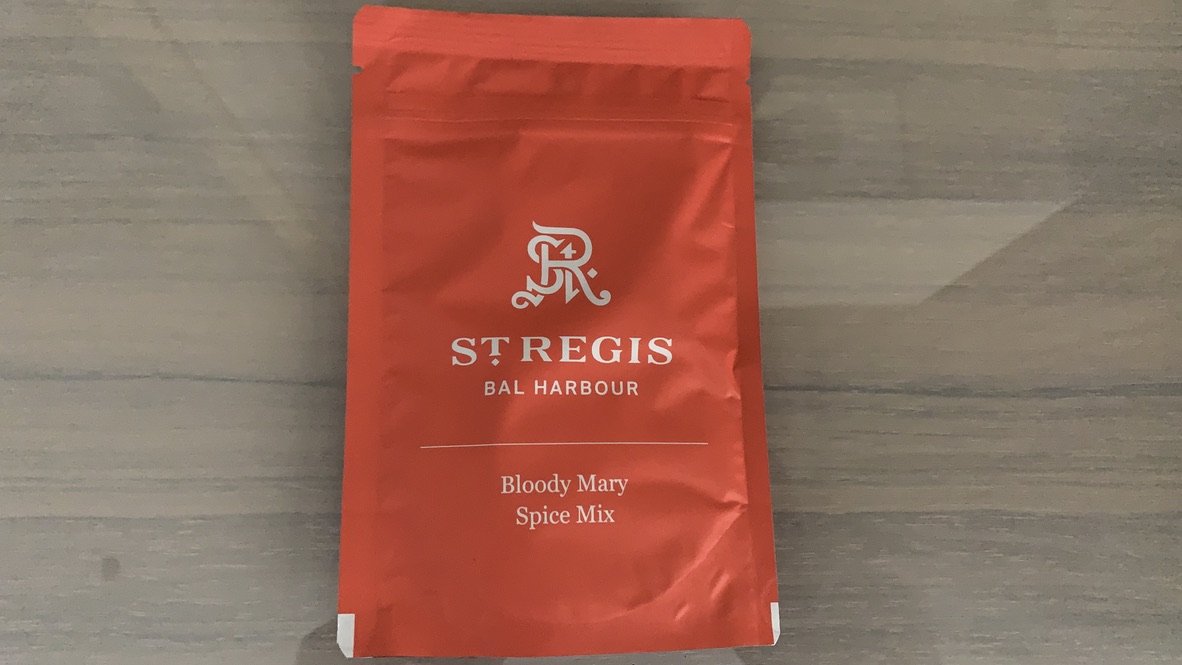 ST REGIS
BAL HARBOUR
Bloody Mary
Spice Mix